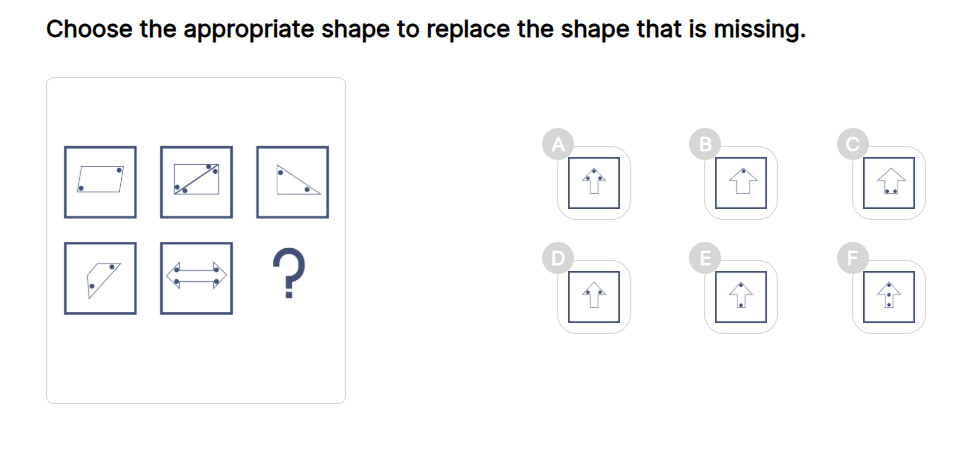 Choose the appropriate shape to replace the shape that is missing.
A B C
?
D E F